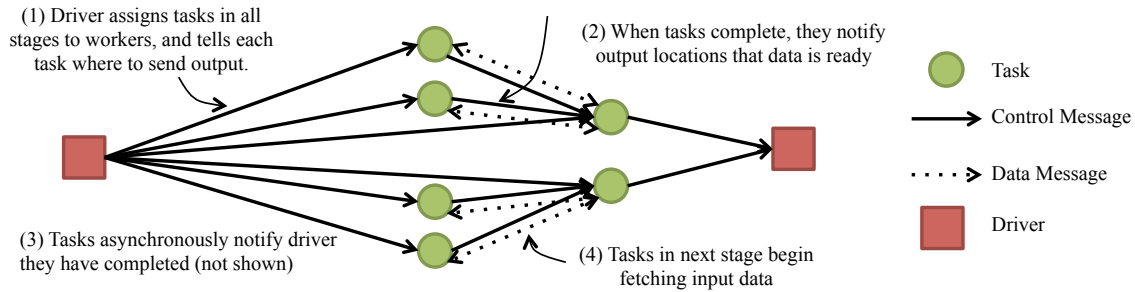 (1) Driver assigns tasks in all
stages to workers, and tells each
task where to send output.
(2) When tasks complete, they notify
output locations that data is ready
(3) Tasks asynchronously notify driver
they have completed (not shown)
(4) Tasks in next stage begin
fetching input data
Task
Control Message
Data Message
Driver